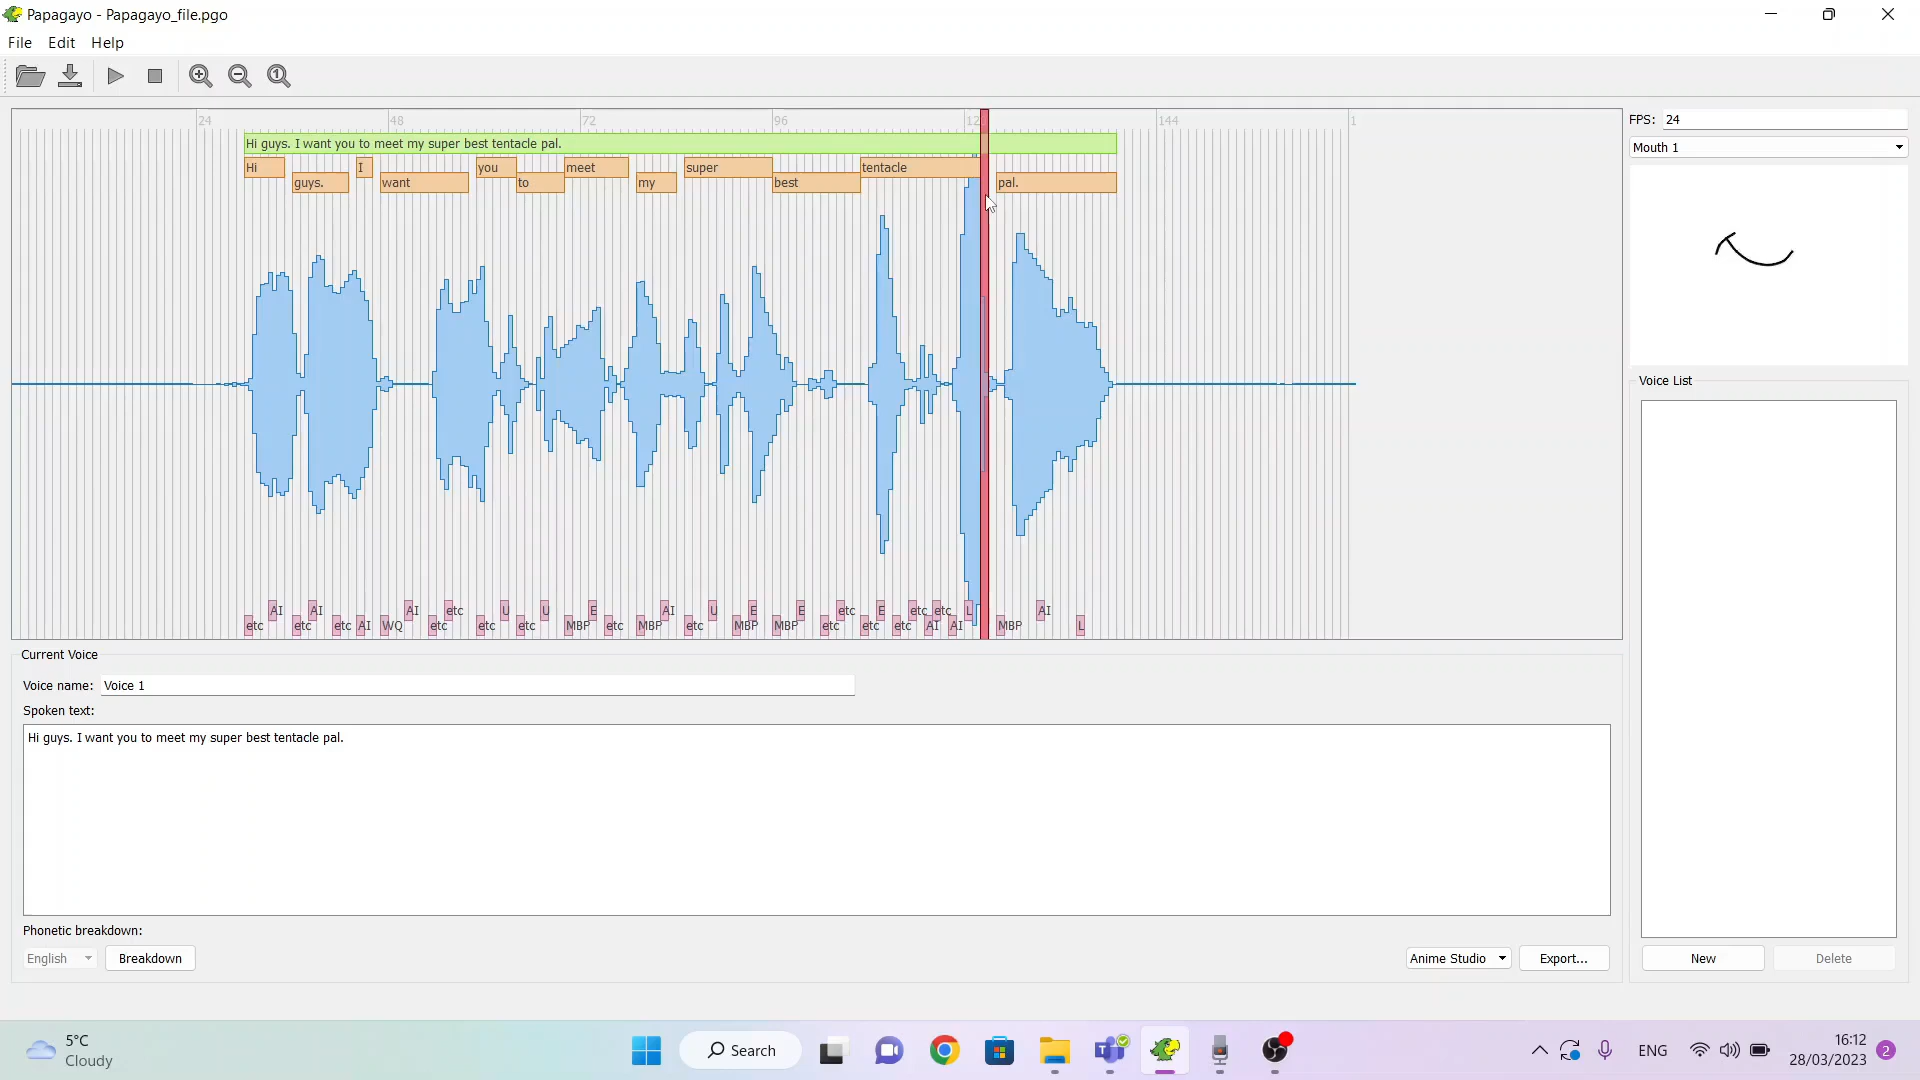 Papagayo - Papagayo_file.pgo
File Edit Help
24 48 72 96 12 144 1
FPS: 24
Mouth 1
Hi guys. I want you to meet my super best tentacle pal.
Hi I you meet super tentacle
guys. want to my best pal.
AI AI AI etc U U E AI U E E etc E etc etc L AI
etc etc etc AI WQ etc etc etc MBP etc MBP etc MBP MBP etc etc etc AI AI MBP L
Voice List
Current Voice
Voice name: Voice 1
Spoken text:
Hi guys. I want you to meet my super best tentacle pal.
Phonetic breakdown:
English Breakdown Anime Studio Export... New Delete
5°C
Cloudy
Search
ENG
16:12
28/03/2023
2